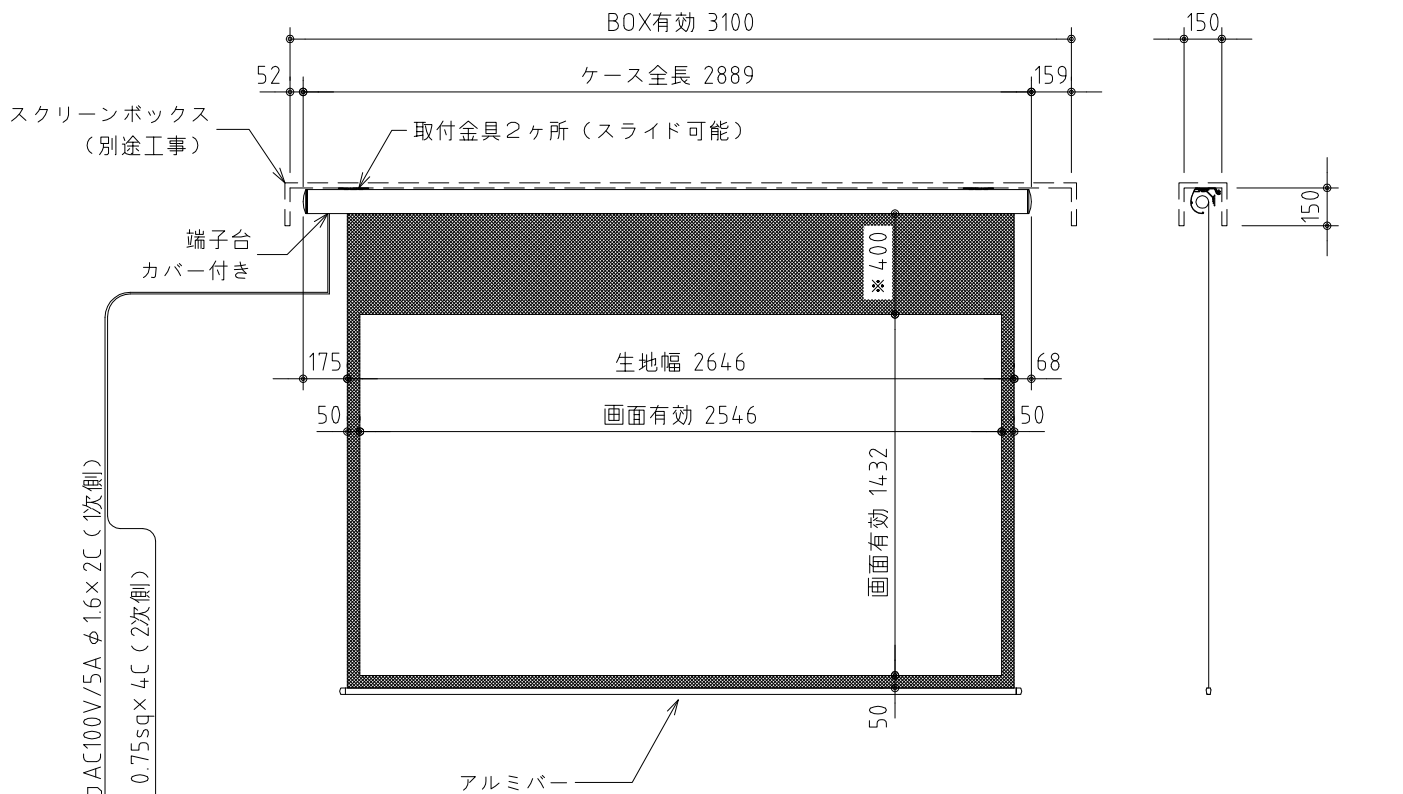 BOX有効 3100
150
52
ケース全長 2889
159
スクリーンボックス
（別途工事）
取付金具２ヶ所（スライド可能）
150
端子台
カバー付き
※ 400
175
生地幅 2646
68
50
画面有効 2546
50
画面有効 1432
AC100V/5A φ1.6×2C（1次側）
0.75sq×4C（2次側）
50
アルミバー